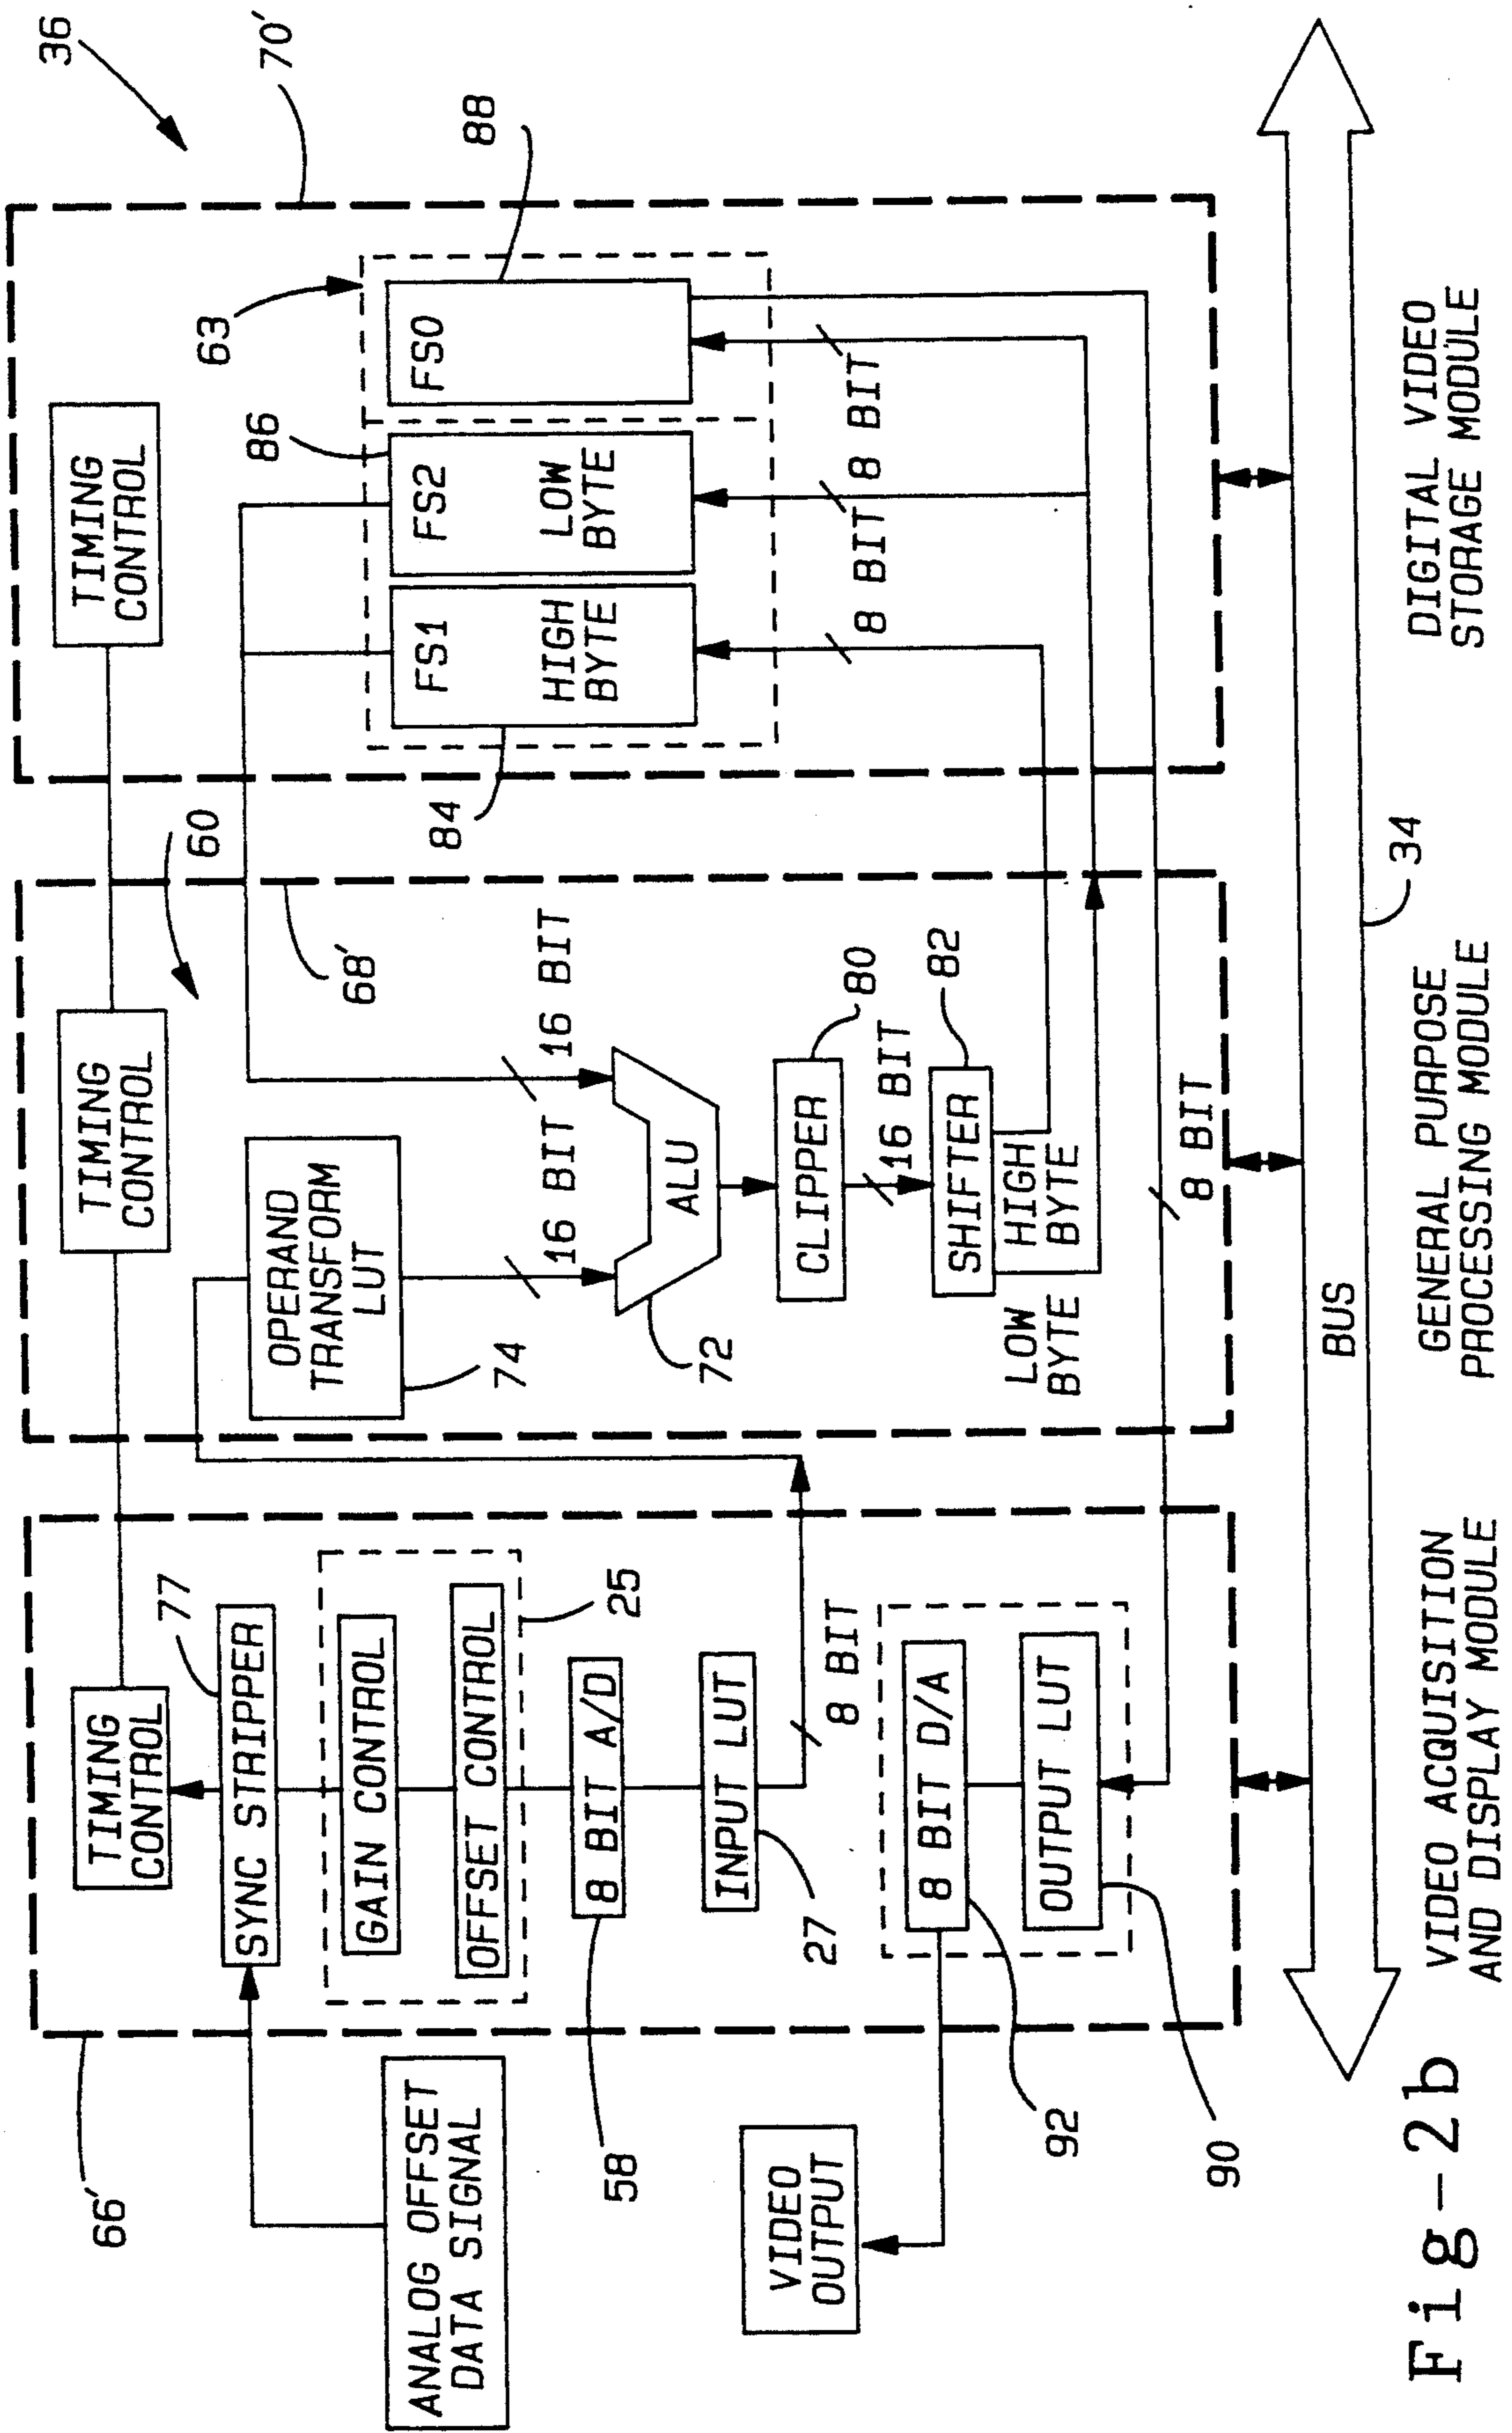 36
70′
TIMING
CONTROL
63
88
86
FS0
FS2
LOW
BYTE
FS1
HIGH
BYTE
84
8 BIT
8 BIT
8 BIT
DIGITAL VIDEO
STORAGE MODULE
60
68′
TIMING
CONTROL
OPERAND
TRANSFORM
LUT
74
16 BIT
16 BIT
ALU
72
CLIPPER
80
16 BIT
SHIFTER
82
HIGH
BYTE
LOW
BYTE
8 BIT
GENERAL PURPOSE
PROCESSING MODULE
BUS
34
66′
TIMING
CONTROL
SYNC STRIPPER
77
GAIN CONTROL
OFFSET CONTROL
25
8 BIT A/D
58
INPUT LUT
27
8 BIT
8 BIT D/A
92
OUTPUT LUT
90
VIDEO ACQUISITION
AND DISPLAY MODULE
ANALOG OFFSET
DATA SIGNAL
VIDEO
OUTPUT
Fig-2b